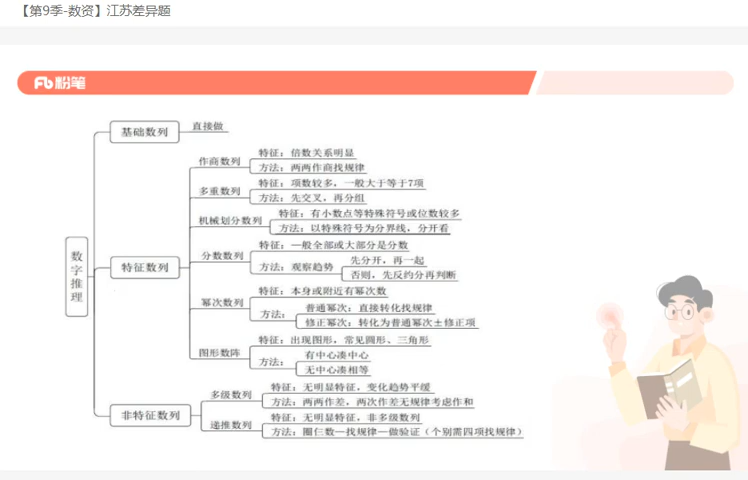 【第9季-数资】江苏差异题
粉笔
基础数列
直接做
特征：倍数关系明显
作商数列
方法：两两作商找规律
特征：项数较多，一般大于等于7项
多重数列
方法：先交叉，再分组
特征：有小数点等特殊符号或位数较多
机械划分数列
方法：以特殊符号为分界线，分开看
特征：一般全部或大部分是分数
分数数列
先分开，再一起
方法：观察趋势
否则，先反约分再判断
数字推理
特征数列
特征：本身或附近有幂次数
幂次数列
普通幂次：直接转化找规律
方法：
修正幂次：转化为普通幂次±修正项
特征：出现图形，常见圆形、三角形
图形数阵
有中心凑中心
方法：
无中心凑相等
特征：无明显特征，变化趋势平缓
多级数列
方法：两两作差，两次作差无规律考虑作和
非特征数列
特征：无明显特征，非多级数列
递推数列
方法：圈仨数—找规律—做验证（个别需四项找规律）